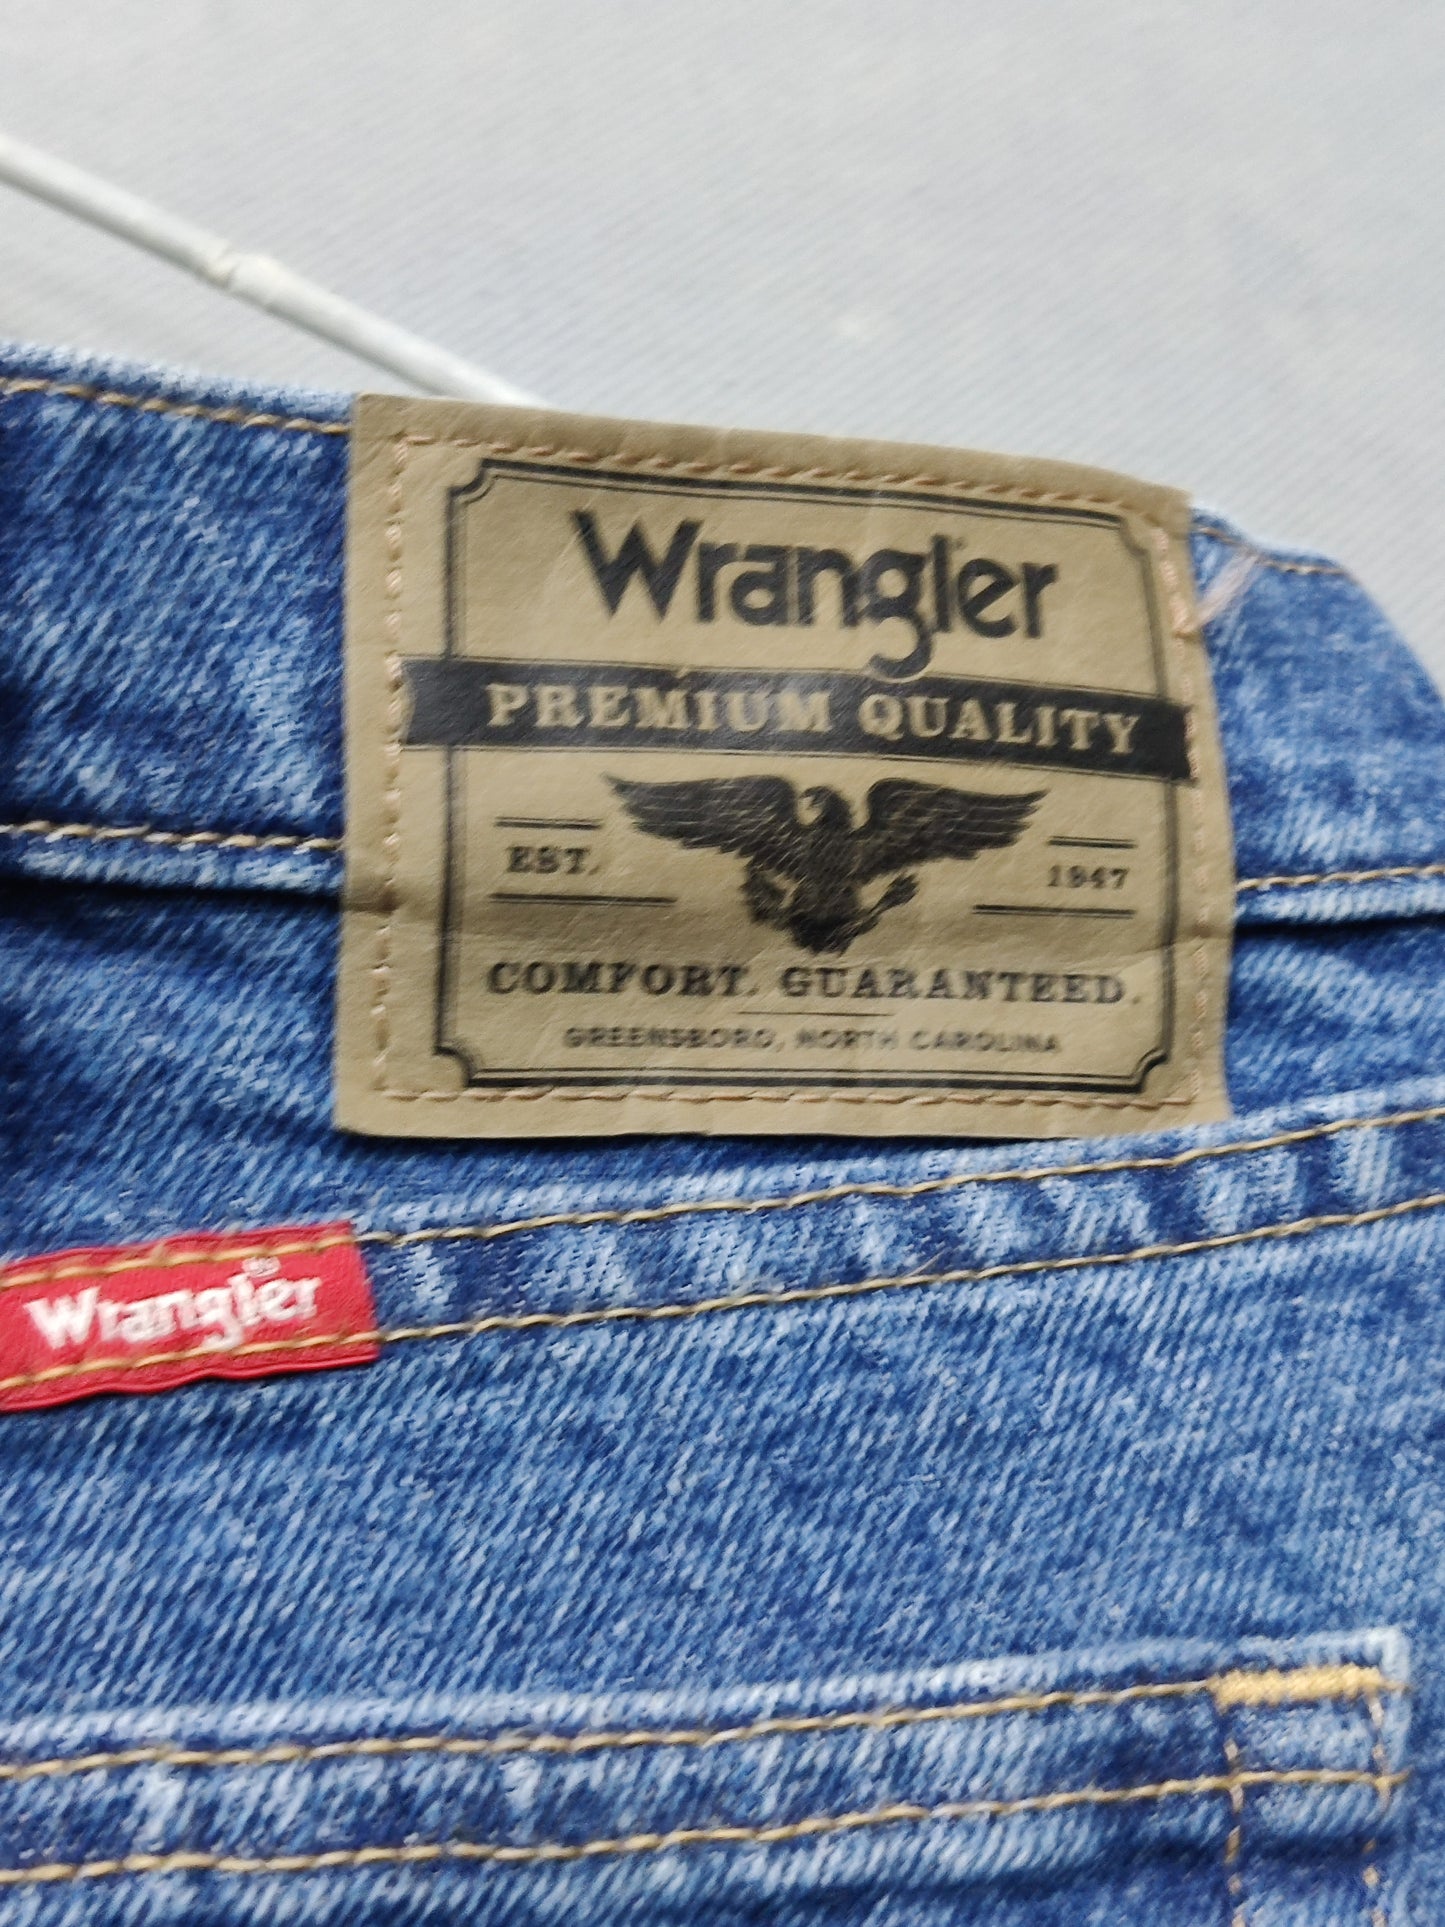 Wrangler
PREMIUM QUALITY
EST. 1947
COMFORT. GUARANTEED.
GREENSBORO, NORTH CAROLINA
Wrangler®